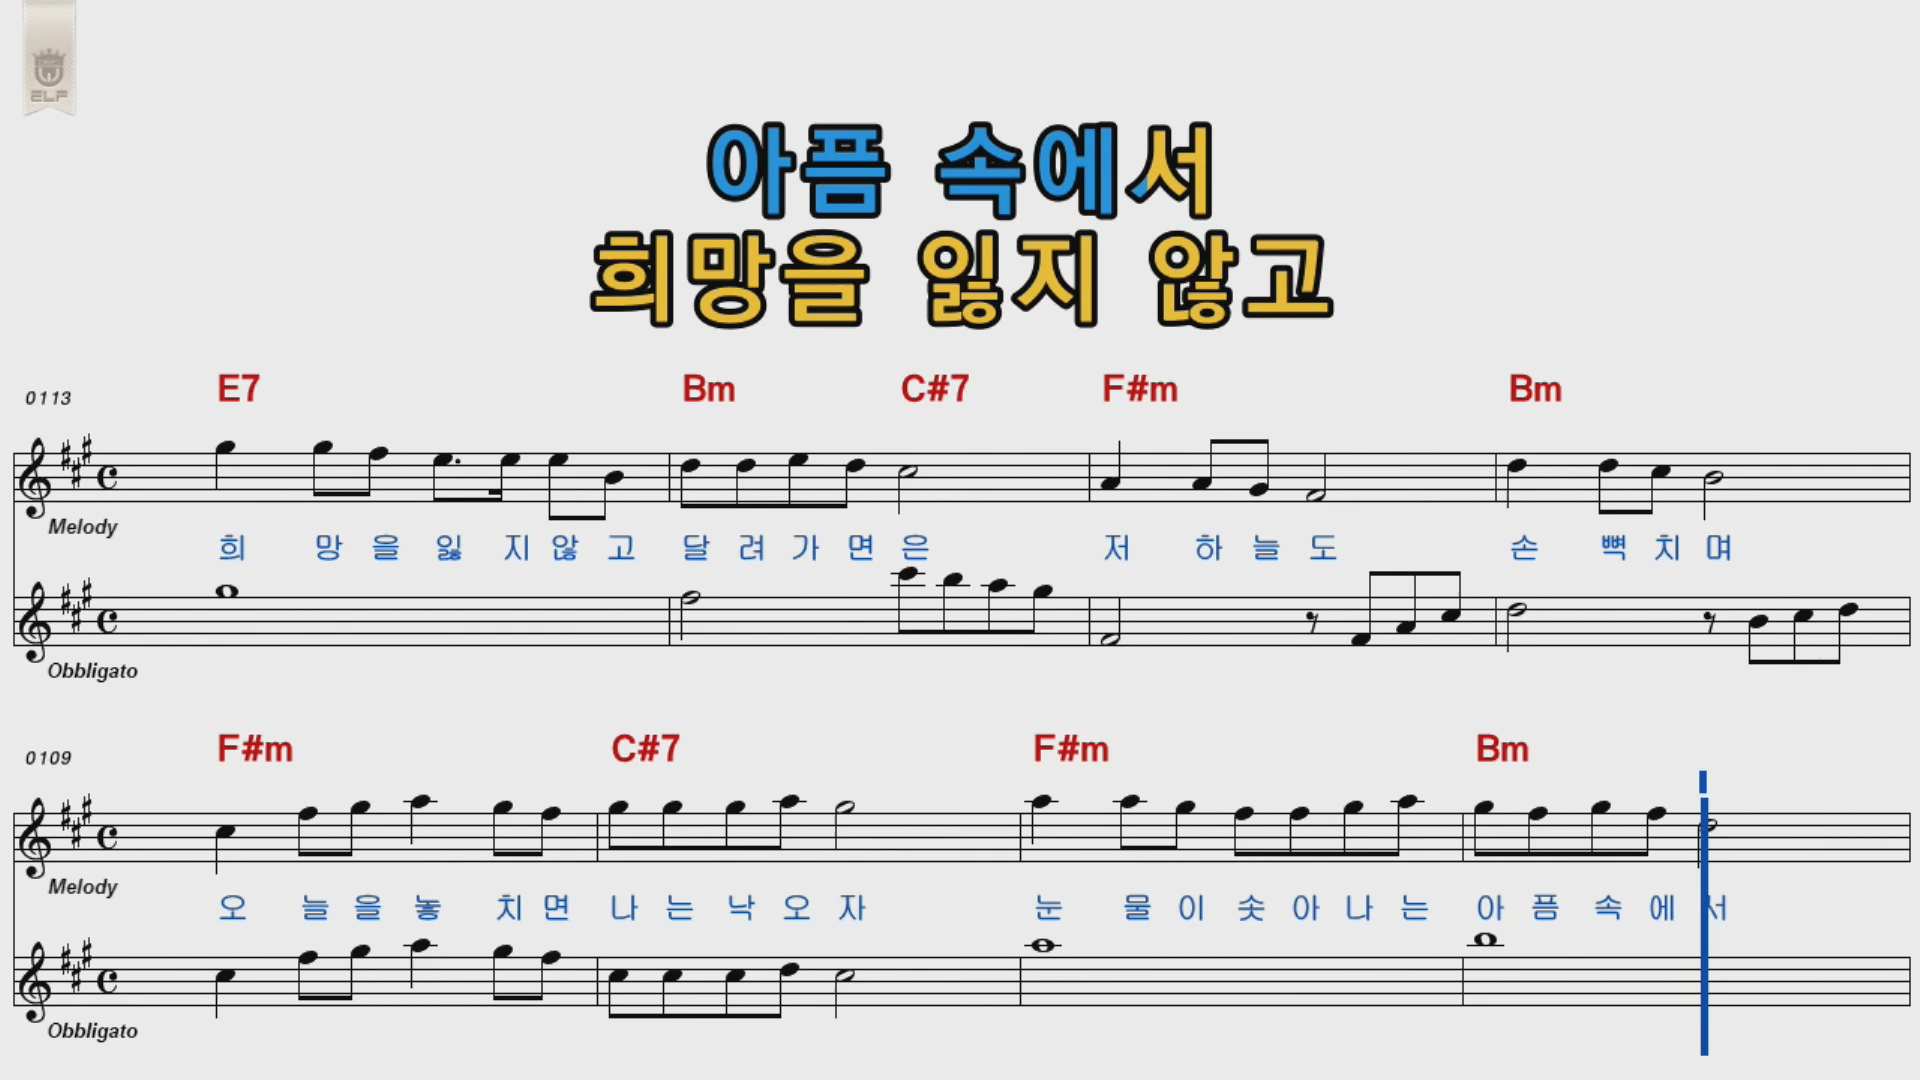 ELF
아픔 속에서
희망을 잃지 않고
0113
E7 Bm C#7 F#m Bm
Melody
희 망 을 잃 지 않 고 달 려 가 면 은 저 하 늘 도 손 뼉 치 며
Obbligato
0109
F#m C#7 F#m Bm
Melody
오 늘 을 놓 치 면 나 는 낙 오 자 눈 물 이 솟 아 나 는 아 픔 속 에 서
Obbligato